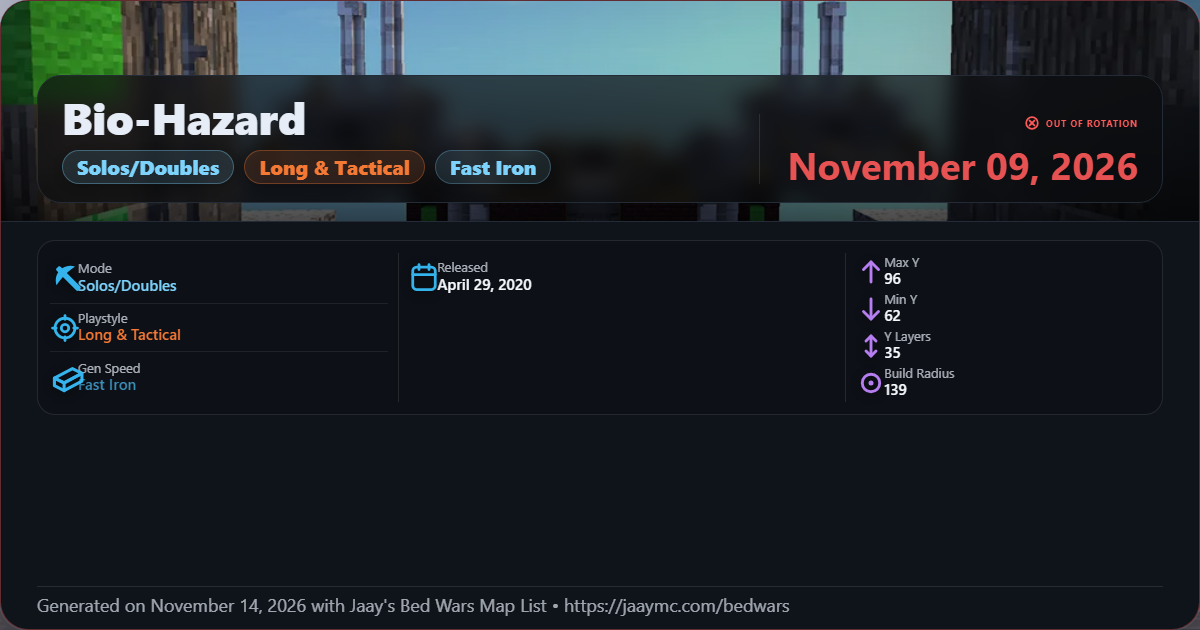 Bio-Hazard
Solos/Doubles
Long & Tactical
Fast Iron
OUT OF ROTATION
November 09, 2026
Mode
Solos/Doubles
Playstyle
Long & Tactical
Gen Speed
Fast Iron
Released
April 29, 2020
Max Y
96
Min Y
62
Y Layers
35
Build Radius
139
Generated on November 14, 2026 with Jaay's Bed Wars Map List • https://jaaymc.com/bedwars